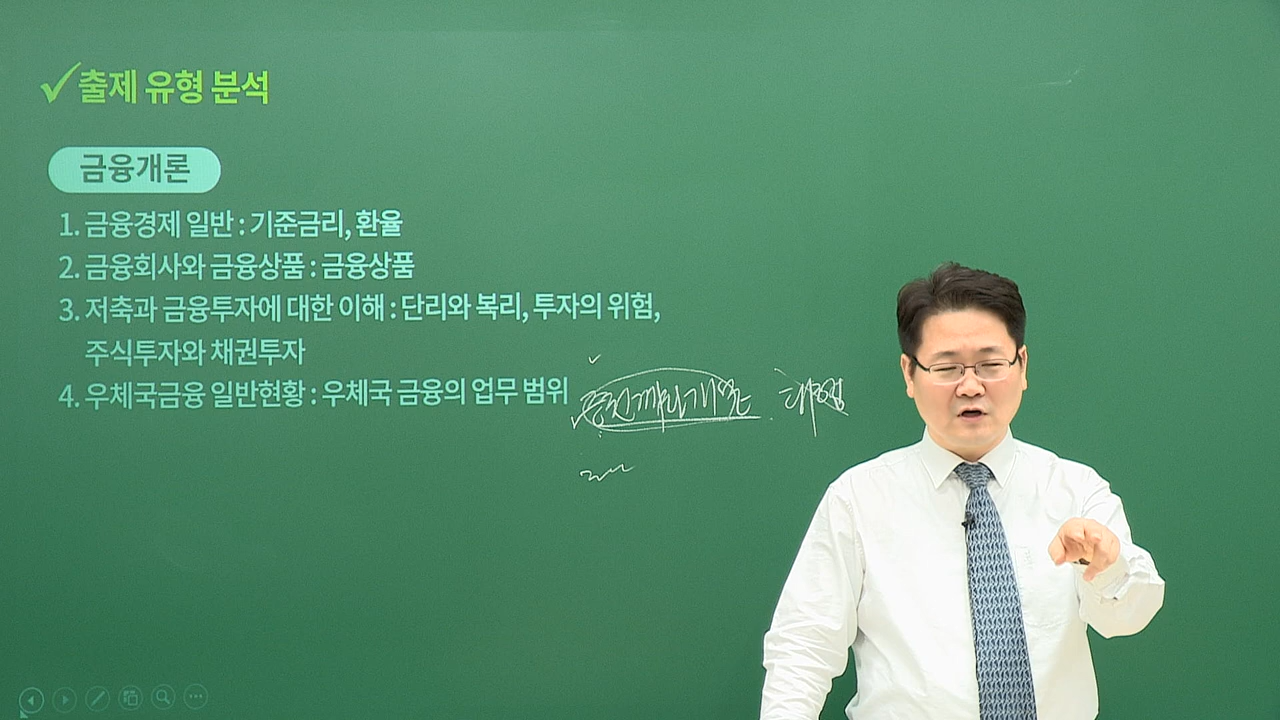 출제 유형 분석
금융개론
1. 금융경제 일반 : 기준금리, 환율
2. 금융회사와 금융상품 : 금융상품
3. 저축과 금융투자에 대한 이해 : 단리와 복리, 투자의 위험,
주식투자와 채권투자
4. 우체국금융 일반현황 : 우체국 금융의 업무 범위